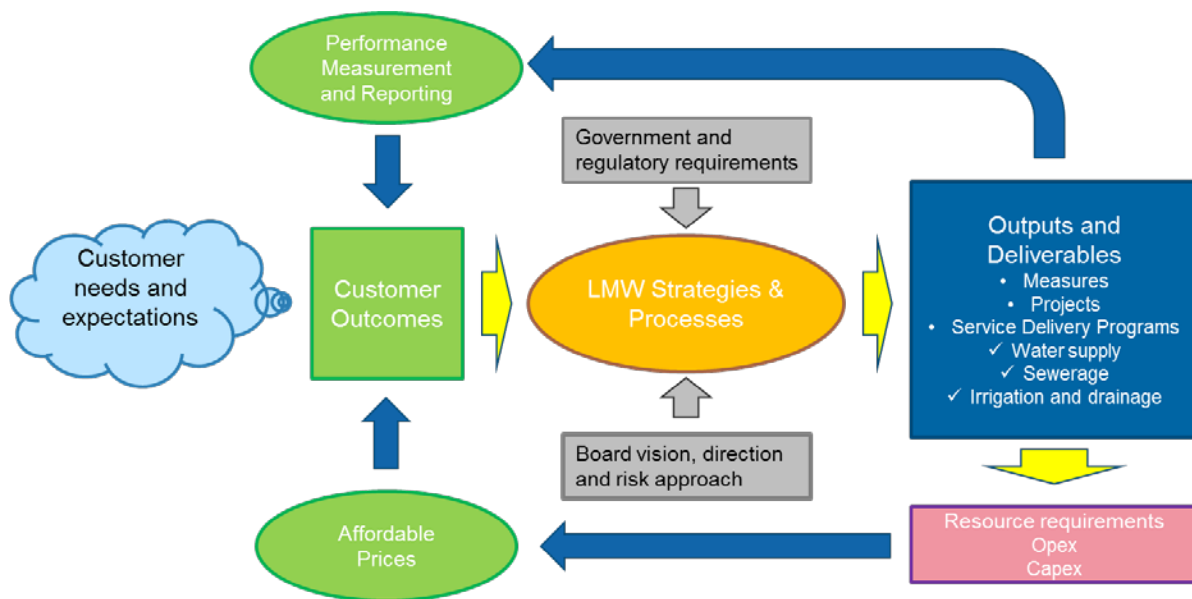 Performance
Measurement
and Reporting
Government and
regulatory requirements
Customer
needs and
expectations
Customer
Outcomes
LMW Strategies &
Processes
Outputs and
Deliverables
• Measures
• Projects
• Service Delivery Programs
✓ Water supply
✓ Sewerage
✓ Irrigation and drainage
Board vision, direction
and risk approach
Affordable
Prices
Resource requirements
Opex
Capex